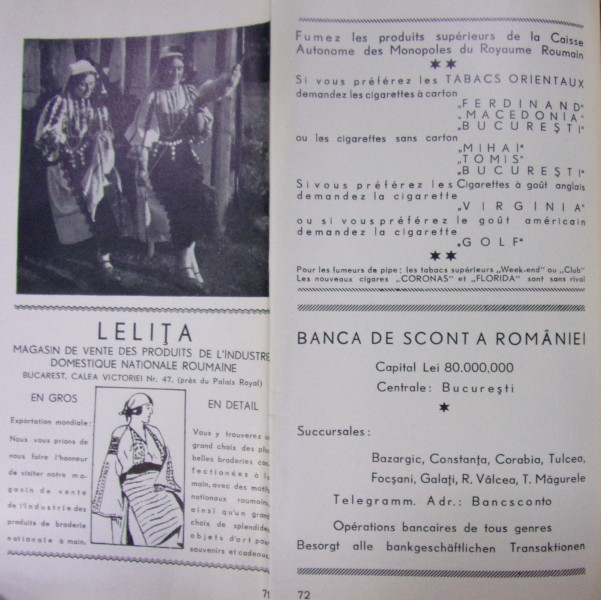 LELIȚA
MAGASIN DE VENTE DES PRODUITS DE L'INDUSTRE
DOMESTIQUE NATIONALE ROUMAINE
BUCAREST, CALEA VICTORIEI Nr. 47. (près du Palais Royal)
EN GROS
Exportation mondiale:
Nous vous prions de
nous faire l'honneur
de visiter notre ma-
gasin de vente
de l'industrie des
produits de broderie
nationale à main.
EN DETAIL
Vous y trouverez un
grand choix des plus
belles broderies con-
fectionées à la
main, avec des motifs
nationaux roumains,
ainsi qu'un grand
choix de splendides
objets d'art pour
souvenirs et cadeaux.
71
Fumez les produits supérieurs de la Caisse
Autonome des Monopoles du Royaume Roumain
Si vous préférez les TABACS ORIENTAUX
demandez les cigarettes à carton
„FERDINAND"
„MACEDONIA"
„BUCUREȘTI"
ou les cigarettes sans carton
„MIHAI"
„TOMIS"
„BUCUREȘTI"
Si vous préférez les Cigarettes à goût anglais
demandez la cigarette
„VIRGINIA"
ou si vous préférez le goût américain
demandez la cigarette
„GOLF"
Pour les fumeurs de pipe: les tabacs supérieurs „Week-end" ou „Club"
Les nouveaux cigares „CORONAS" et „FLORIDA" sont sans rival
BANCA DE SCONT A ROMÂNIEI
Capital Lei 80.000,000
Centrale: București
Succursales:
Bazargic, Constanța, Corabia, Tulcea,
Focșani, Galați, R. Vâlcea, T. Măgurele
Telegramm. Adr.: Bancsconto
Opérations bancaires de tous genres
Besorgt alle bankgeschäftlichen Transaktionen
72